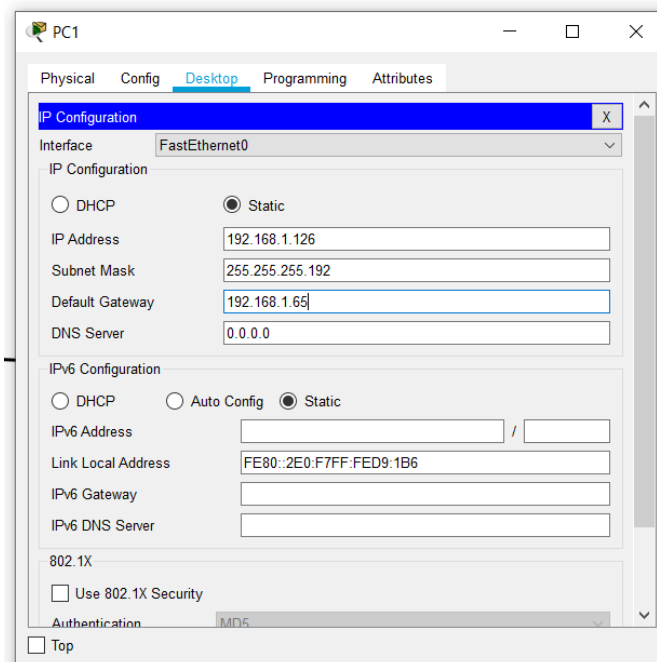 PC1
Physical Config Desktop Programming Attributes
IP Configuration X
Interface FastEthernet0
IP Configuration
DHCP Static
IP Address 192.168.1.126
Subnet Mask 255.255.255.192
Default Gateway 192.168.1.65
DNS Server 0.0.0.0
IPv6 Configuration
DHCP Auto Config Static
IPv6 Address /
Link Local Address FE80::2E0:F7FF:FED9:1B6
IPv6 Gateway
IPv6 DNS Server
802.1X
Use 802.1X Security
Authentication MD5
Top